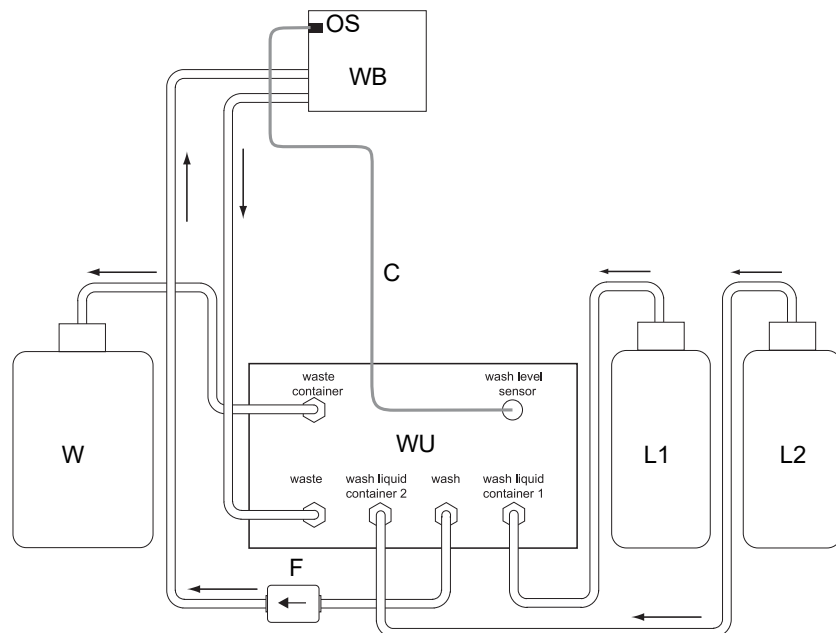 OS
WB
C
waste
container
wash level
sensor
W
WU
L1
L2
waste
wash liquid
container 2
wash
wash liquid
container 1
F